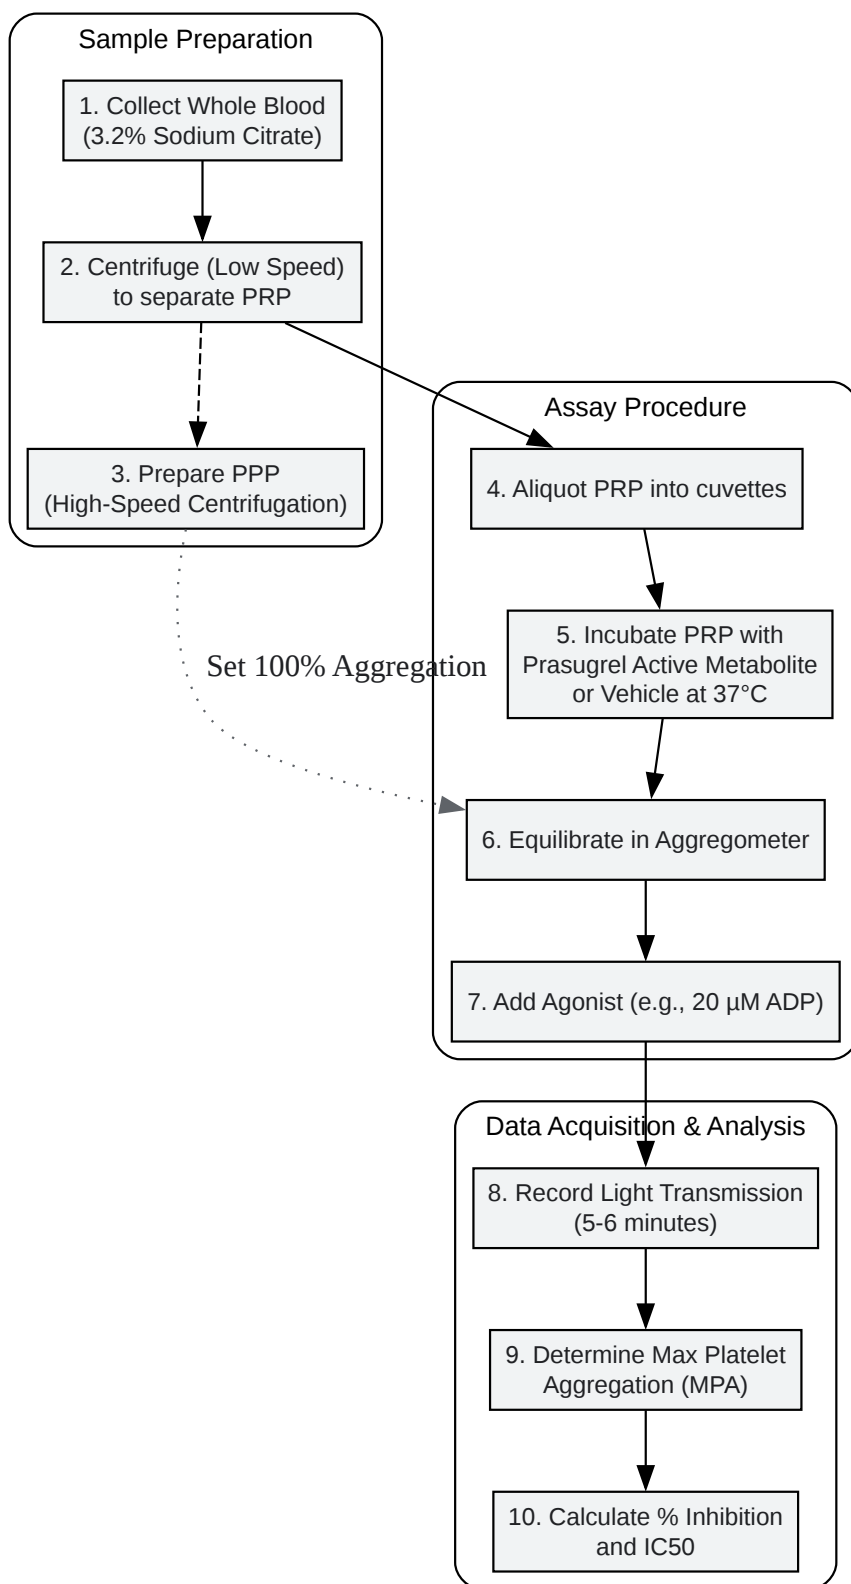 Sample Preparation
1. Collect Whole Blood
(3.2% Sodium Citrate)
2. Centrifuge (Low Speed)
to separate PRP
3. Prepare PPP
(High-Speed Centrifugation)
Set 100% Aggregation
Assay Procedure
4. Aliquot PRP into cuvettes
5. Incubate PRP with
Prasugrel Active Metabolite
or Vehicle at 37°C
6. Equilibrate in Aggregometer
7. Add Agonist (e.g., 20 µM ADP)
Data Acquisition & Analysis
8. Record Light Transmission
(5-6 minutes)
9. Determine Max Platelet
Aggregation (MPA)
10. Calculate % Inhibition
and IC50